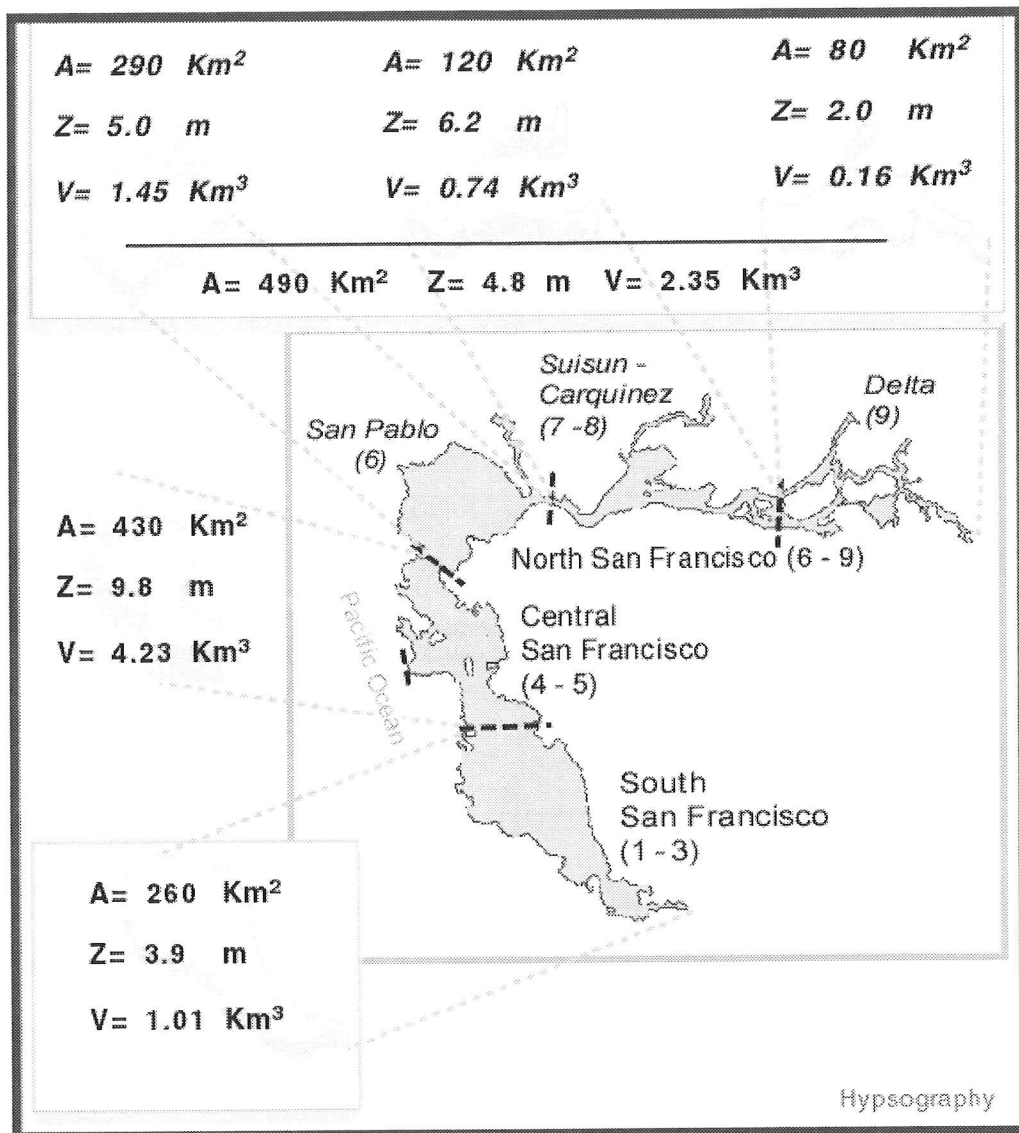 A= 290 Km²    A= 120 Km²    A= 80 Km²
Z= 5.0 m    Z= 6.2 m    Z= 2.0 m
V= 1.45 Km³    V= 0.74 Km³    V= 0.16 Km³
A= 490 Km²  Z= 4.8 m  V= 2.35 Km³
Suisun -
Carquinez
(7 -8)
Delta
(9)
San Pablo
(6)
A= 430 Km²
Z= 9.8 m
V= 4.23 Km³
North San Francisco (6 - 9)
Pacific Ocean
Central
San Francisco
(4 - 5)
South
San Francisco
(1 - 3)
A= 260 Km²
Z= 3.9 m
V= 1.01 Km³
Hypsography